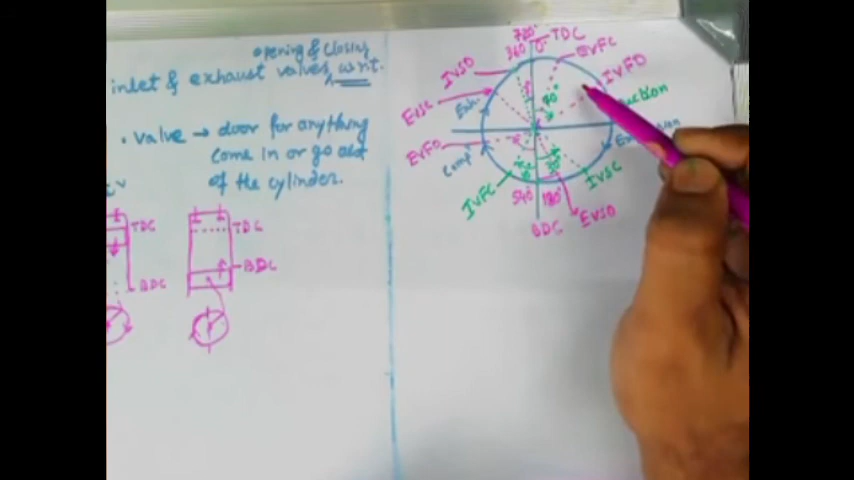 opening & closing
inlet & exhaust valves w.r.t.
. valve → door for anything
come in or go out
of the cylinder.
TDC
TDC
BDC
BDC
720°
360°
0°
TDC
EVFC
IVSO
IVFO
EVSC
Suction
Exh.
Expansion
EVFO
Comp
IVSC
IVFC
540°
180°
EVSO
BDC